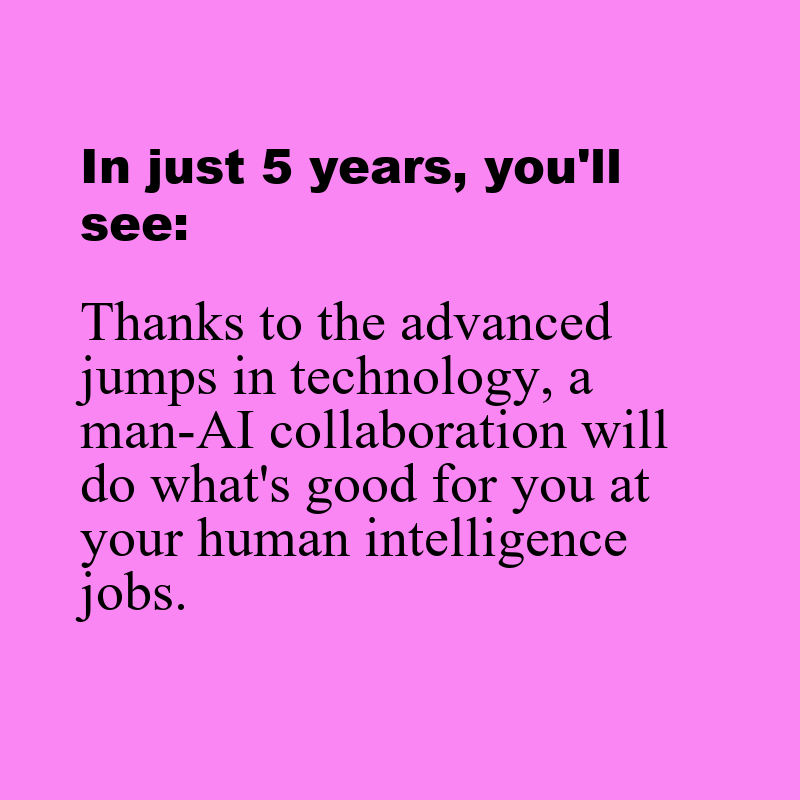 In just 5 years, you'll
see:
Thanks to the advanced
jumps in technology, a
man-AI collaboration will
do what's good for you at
your human intelligence
jobs.